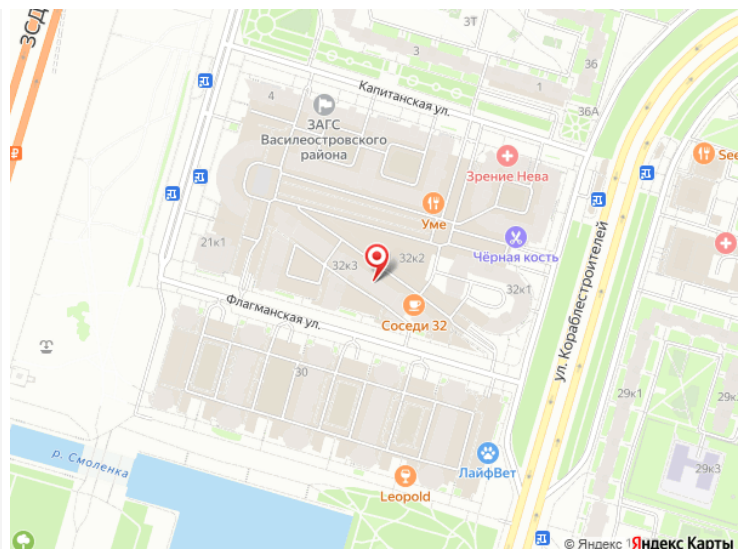 ЗСД
3Т
3
36
1
36А
Капитанская ул.
4
ЗАГС
Василеостровского
района
Зрение Нева
See
Уме
Чёрная кость
21к1
32к3
32к2
32к1
Соседи 32
Флагманская ул.
ул. Кораблестроителей
30
29к1
29к
29к3
р. Смоленка
ЛайфВет
Leopold
© Яндекс
Яндекс Карты